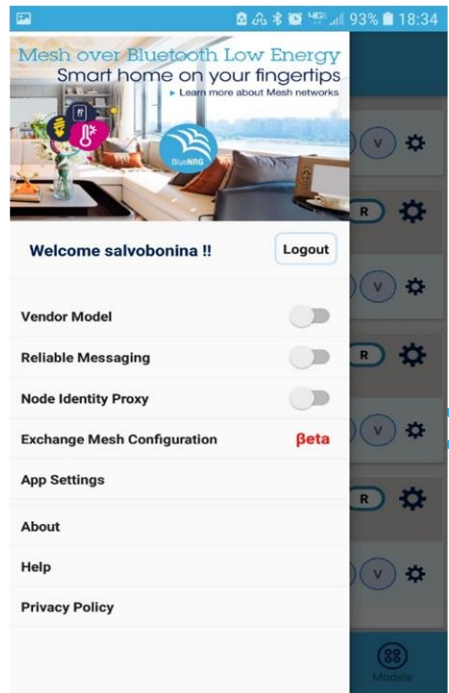 93% 18:34
Mesh over Bluetooth Low Energy
Smart home on your fingertips
▸ Learn more about Mesh networks
BlueNRG
Welcome salvobonina !!
Logout
Vendor Model
Reliable Messaging
Node Identity Proxy
Exchange Mesh Configuration βeta
App Settings
About
Help
Privacy Policy
V
R
V
R
V
R
V
Models